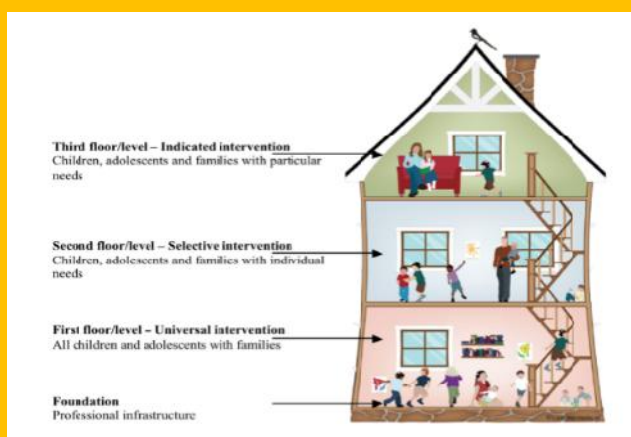 Third floor/level – Indicated intervention
Children, adolescents and families with particular
needs
Second floor/level – Selective intervention
Children, adolescents and families with individual
needs
First floor/level – Universal intervention
All children and adolescents with families
Foundation
Professional infrastructure